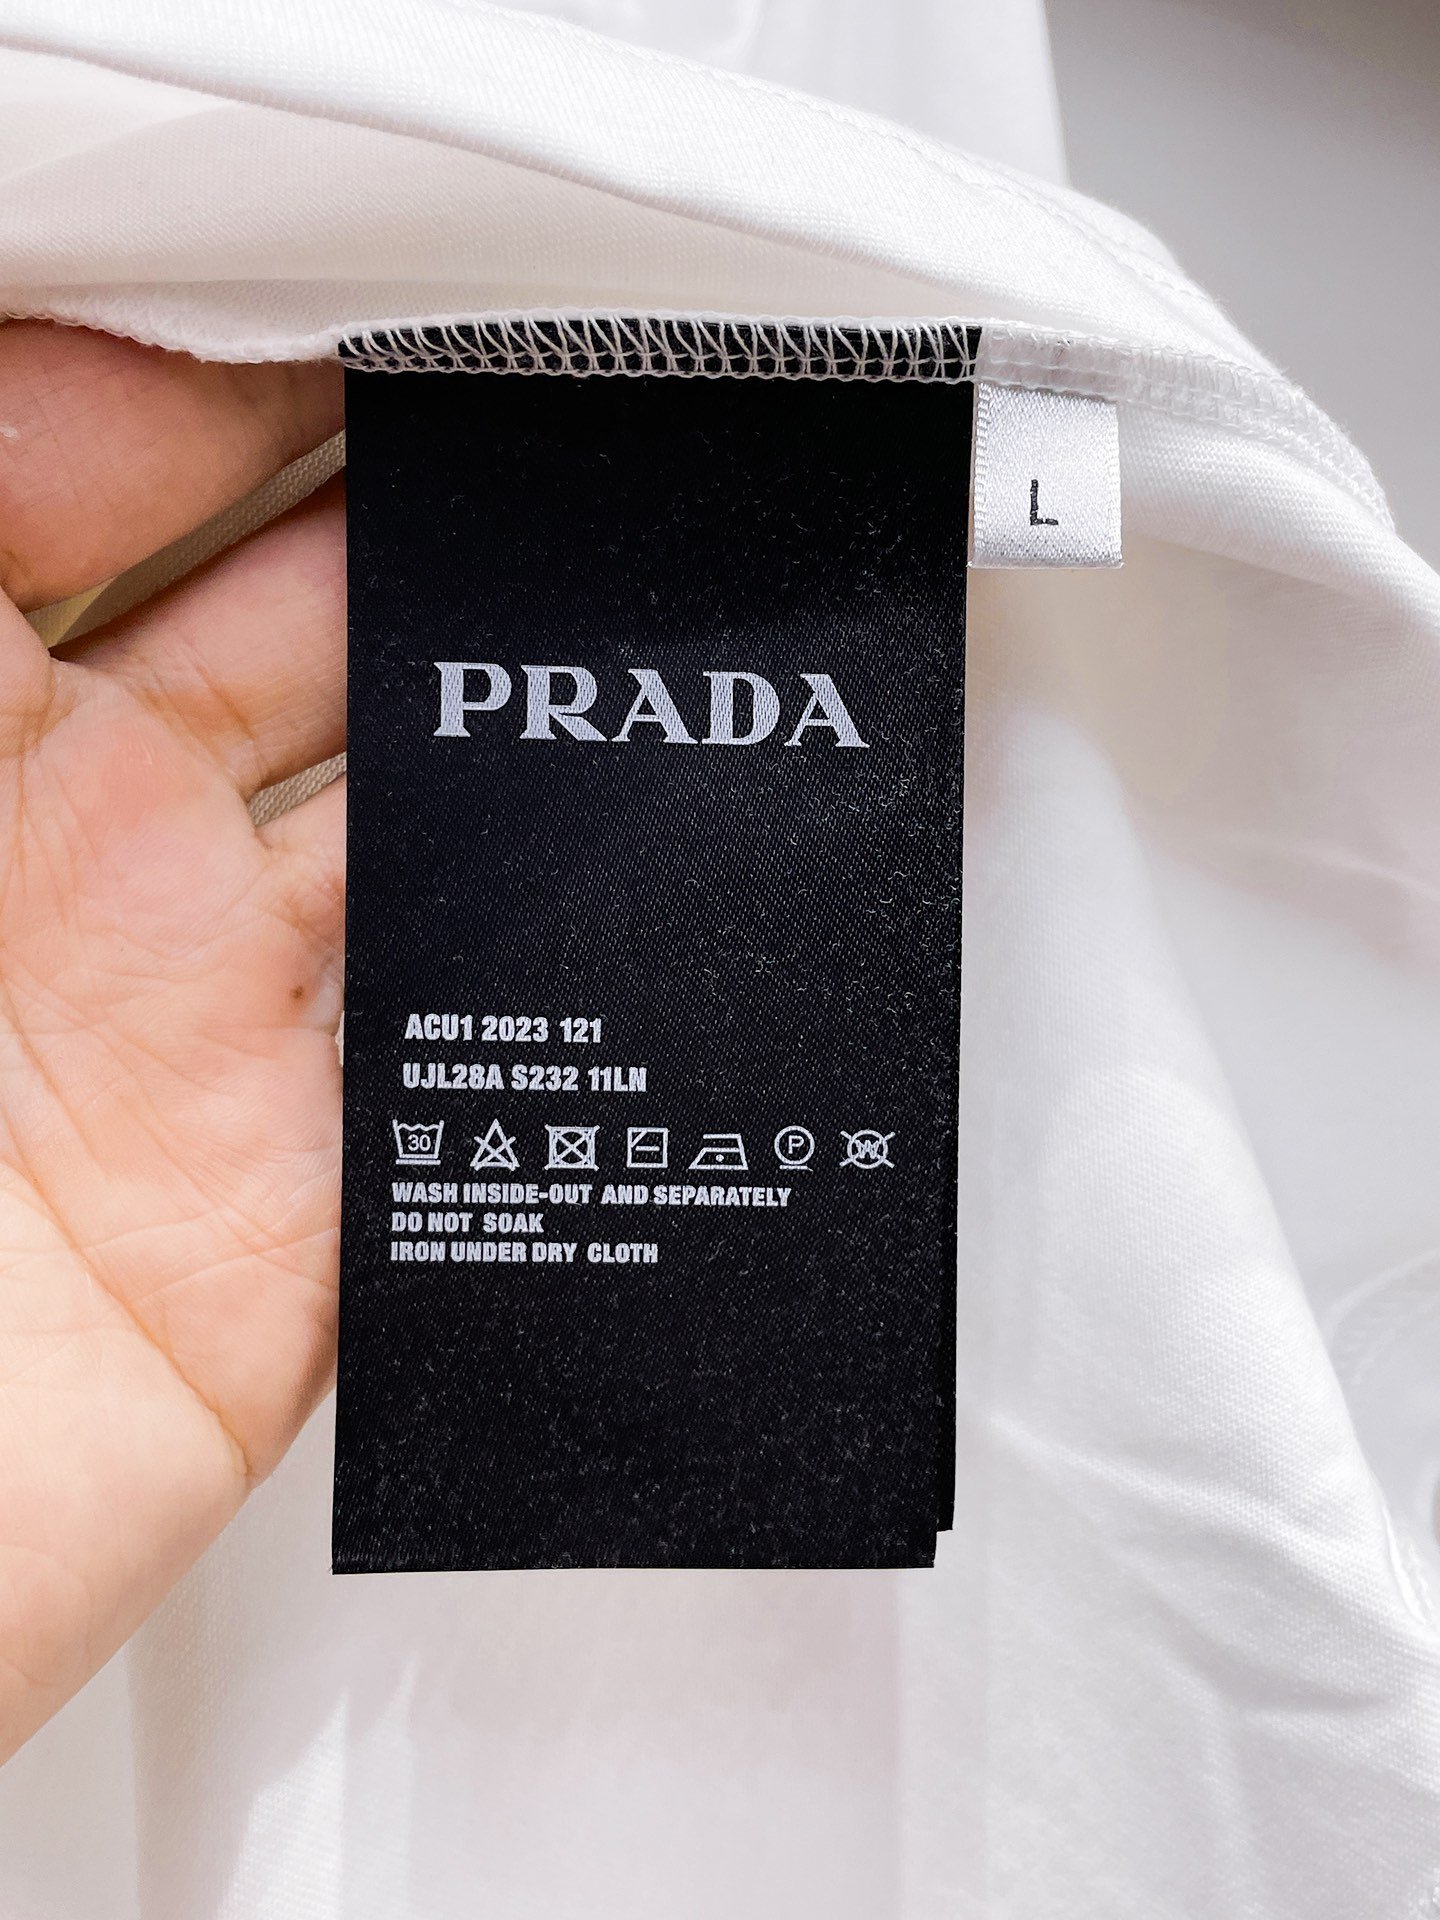 L
PRADA
ACU1 2023 121
UJL28A S232 11LN
30 P W
WASH INSIDE-OUT AND SEPARATELY
DO NOT SOAK
IRON UNDER DRY CLOTH